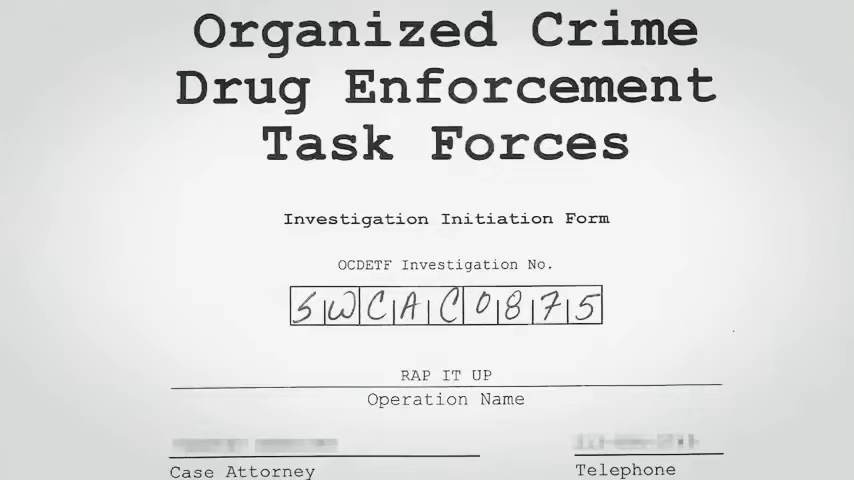 Organized Crime
Drug Enforcement
Task Forces
Investigation Initiation Form
OCDETF Investigation No.
SWCAC0875
RAP IT UP
Operation Name
Case Attorney
Telephone